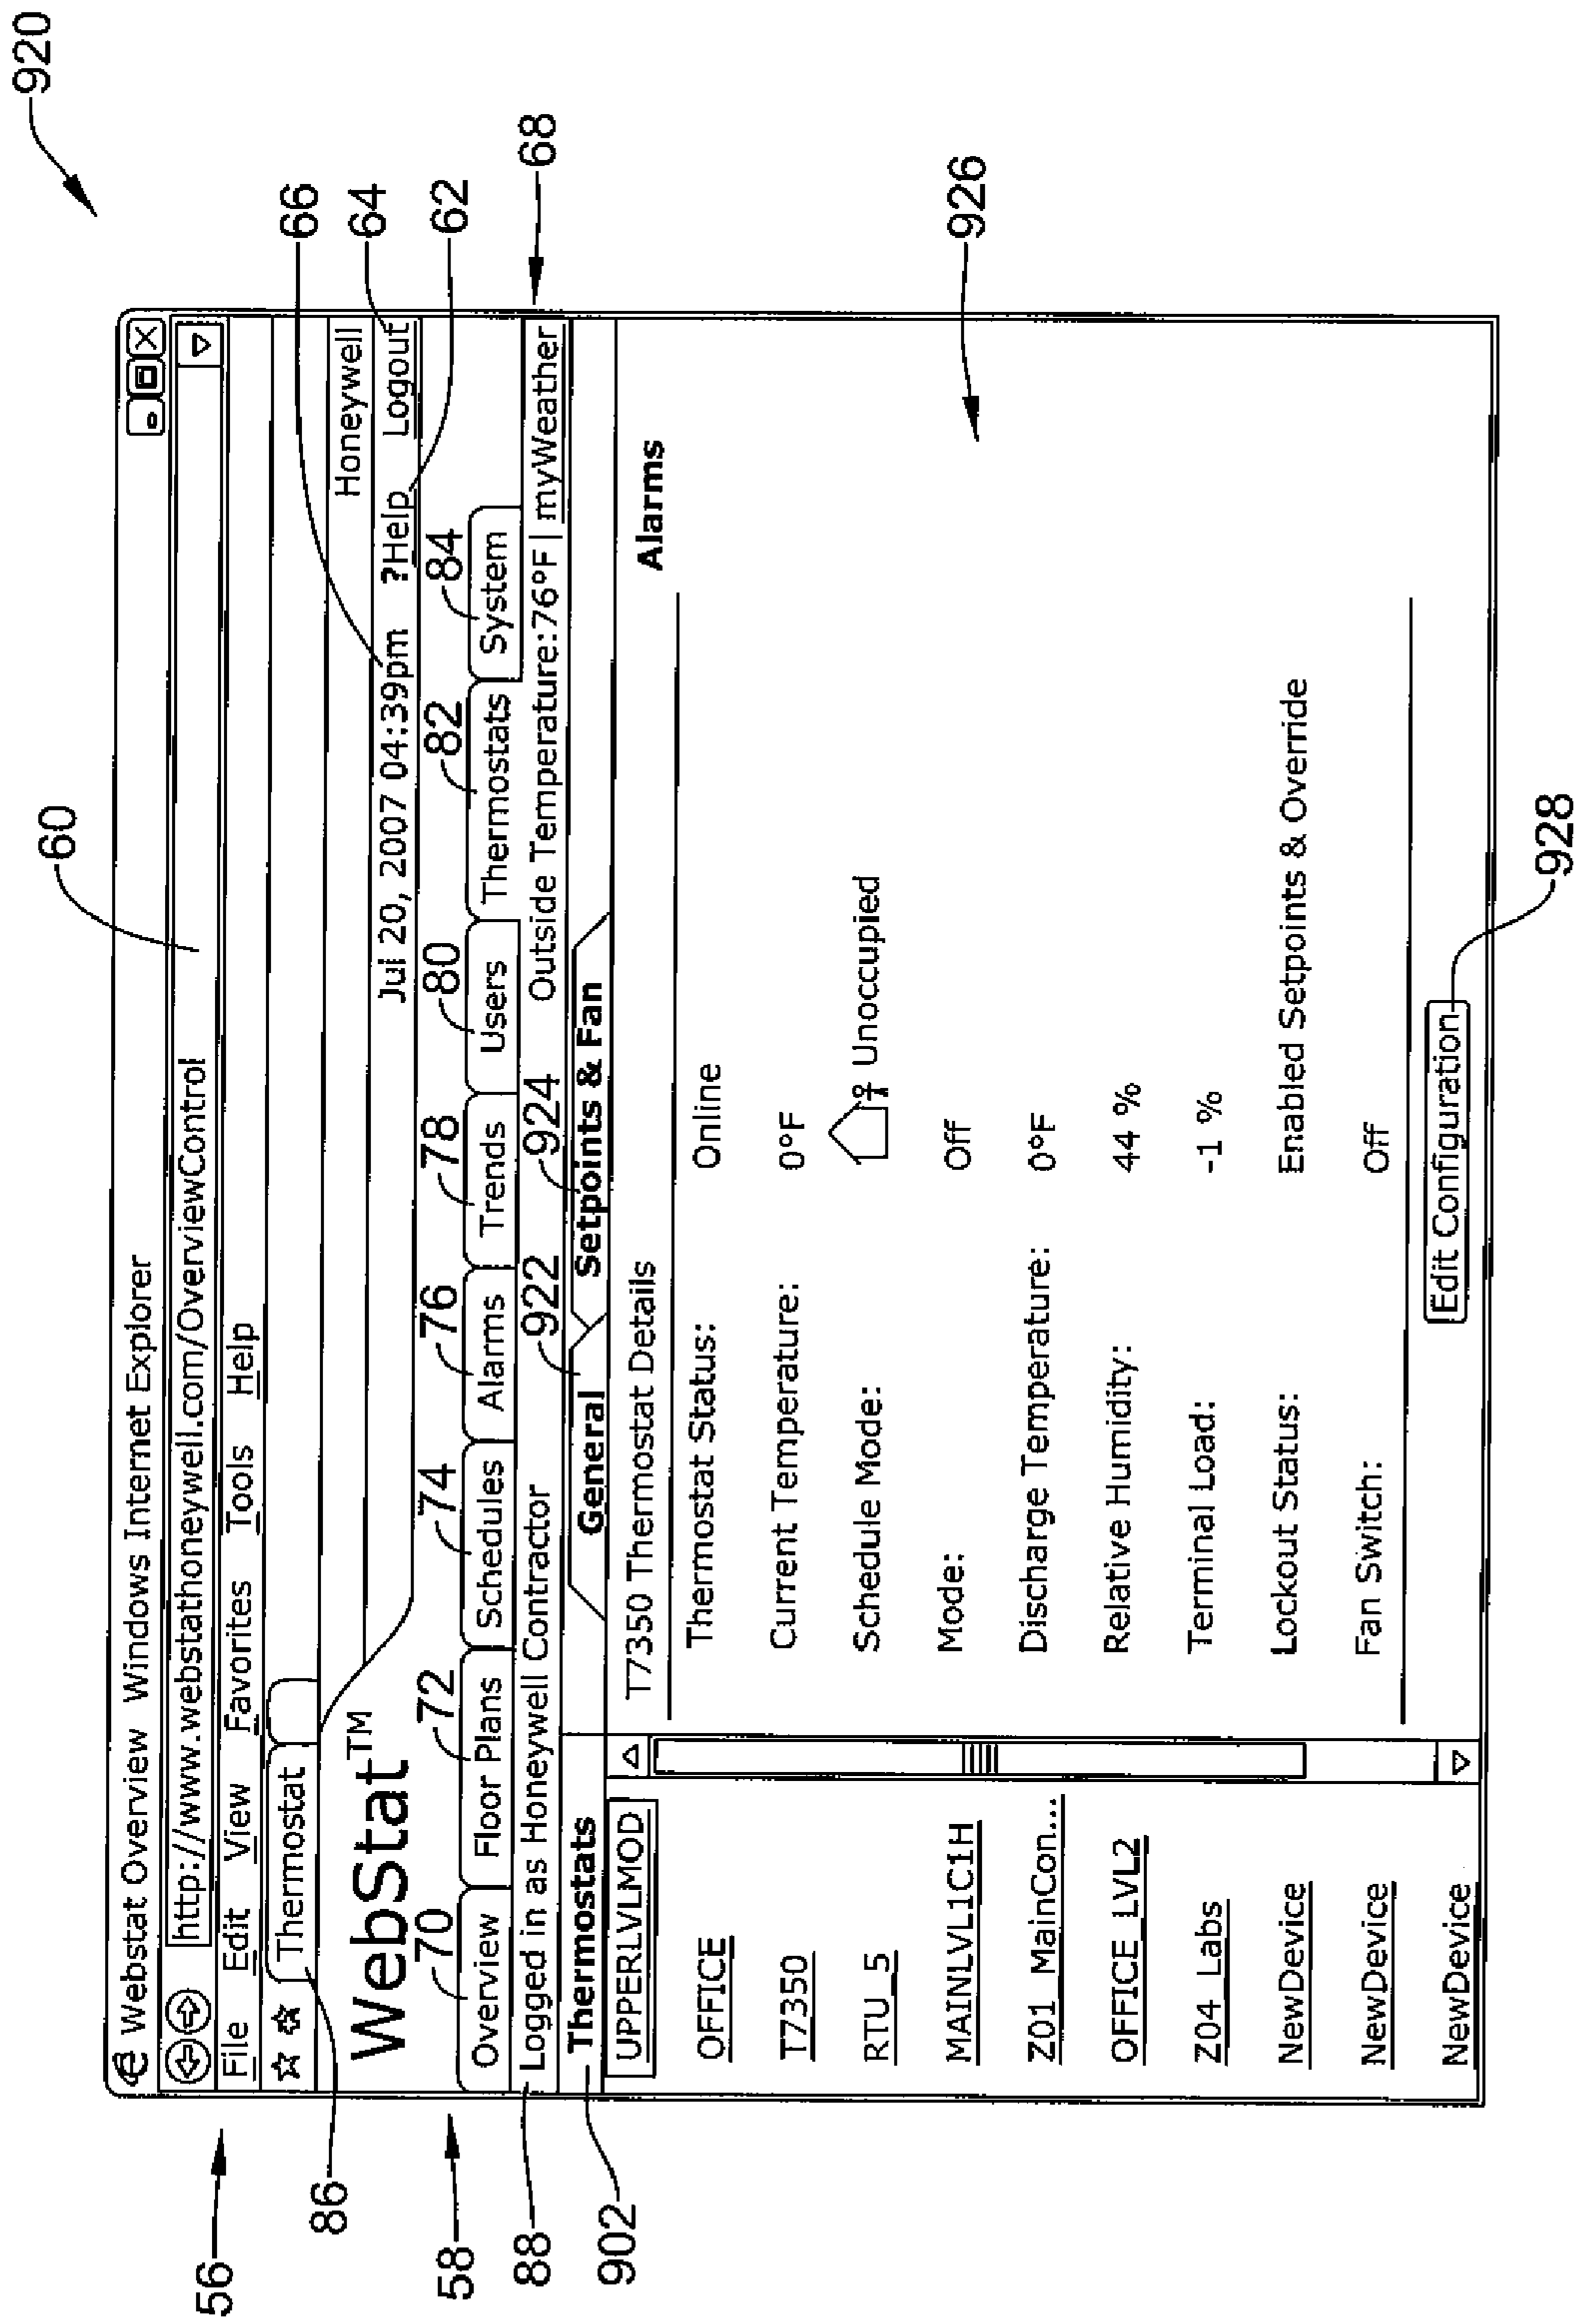 920
60
66
64
62
68
56
Webstat Overview Windows Internet Explorer
http://www.webstathoneywell.com/OverviewControl
File Edit View Favorites Tools Help
Thermostat
86
Honeywell
WebStat™
Jul 20, 2007 04:39pm ?Help Logout
58
70 72 74 76 78 80 82 84
Overview Floor Plans Schedules Alarms Trends Users Thermostats System
88
Logged in as Honeywell Contractor
922 924
Outside Temperature:76°F | myWeather
902
Thermostats
General Setpoints & Fan
UPPERLVLMOD
OFFICE
T7350
RTU_5
MAINLVL1C1H
Z01_MainCon...
OFFICE LVL2
Z04_Labs
NewDevice
NewDevice
NewDevice
T7350 Thermostat Details
Alarms
Thermostat Status: Online
Current Temperature: 0°F
Schedule Mode: Unoccupied
Mode: Off
Discharge Temperature: 0°F
Relative Humidity: 44 %
Terminal Load: -1 %
Lockout Status: Enabled Setpoints & Override
Fan Switch: Off
Edit Configuration
926
928